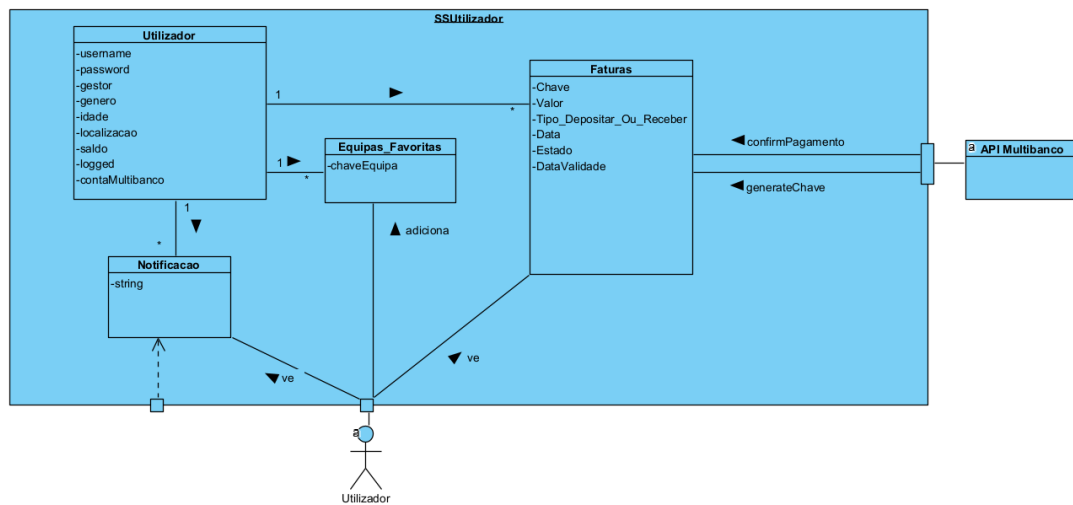 SSUtilizador
Utilizador
-username
-password
-gestor
-genero
-idade
-localizacao
-saldo
-logged
-contaMultibanco
1
*
Faturas
-Chave
-Valor
-Tipo_Depositar_Ou_Receber
-Data
-Estado
-DataValidade
1
*
Equipas_Favoritas
-chaveEquipa
confirmPagamento
generateChave
a API Multibanco
1
*
adiciona
Notificacao
-string
ve
ve
a
Utilizador